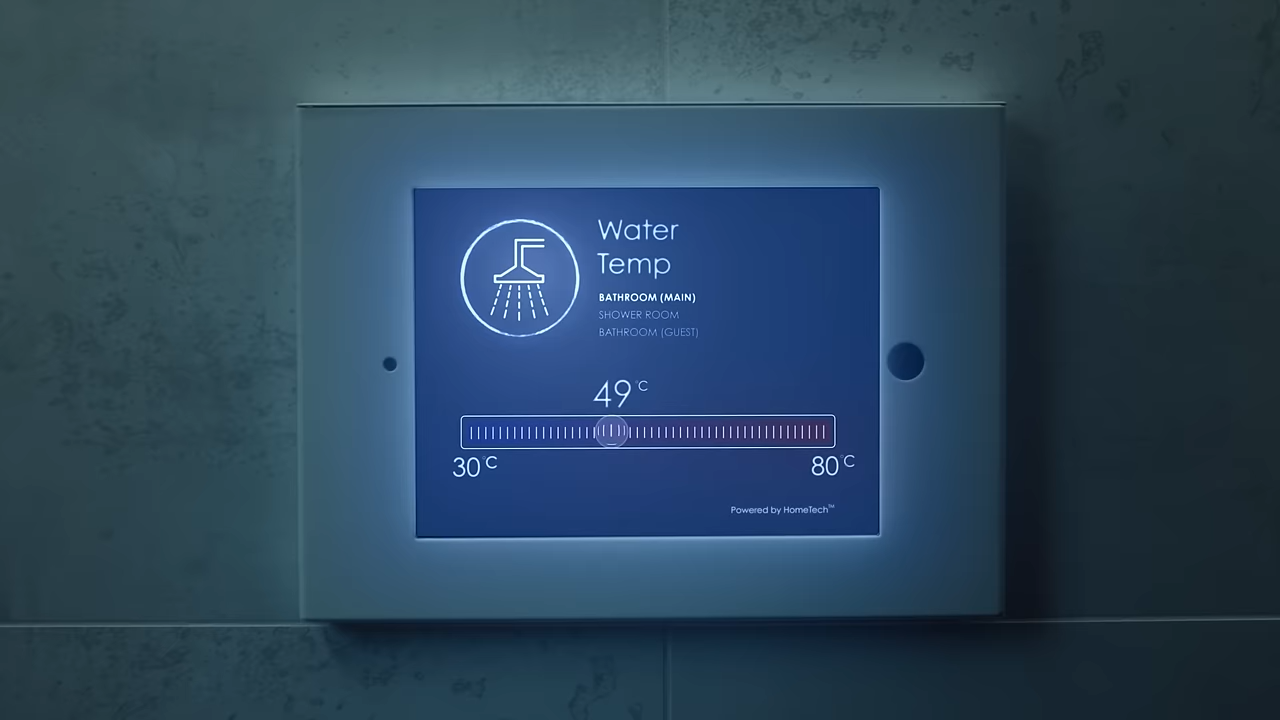 Water
Temp
BATHROOM (MAIN)
SHOWER ROOM
BATHROOM (GUEST)
49°C
30°C
80°C
Powered by HomeTech™